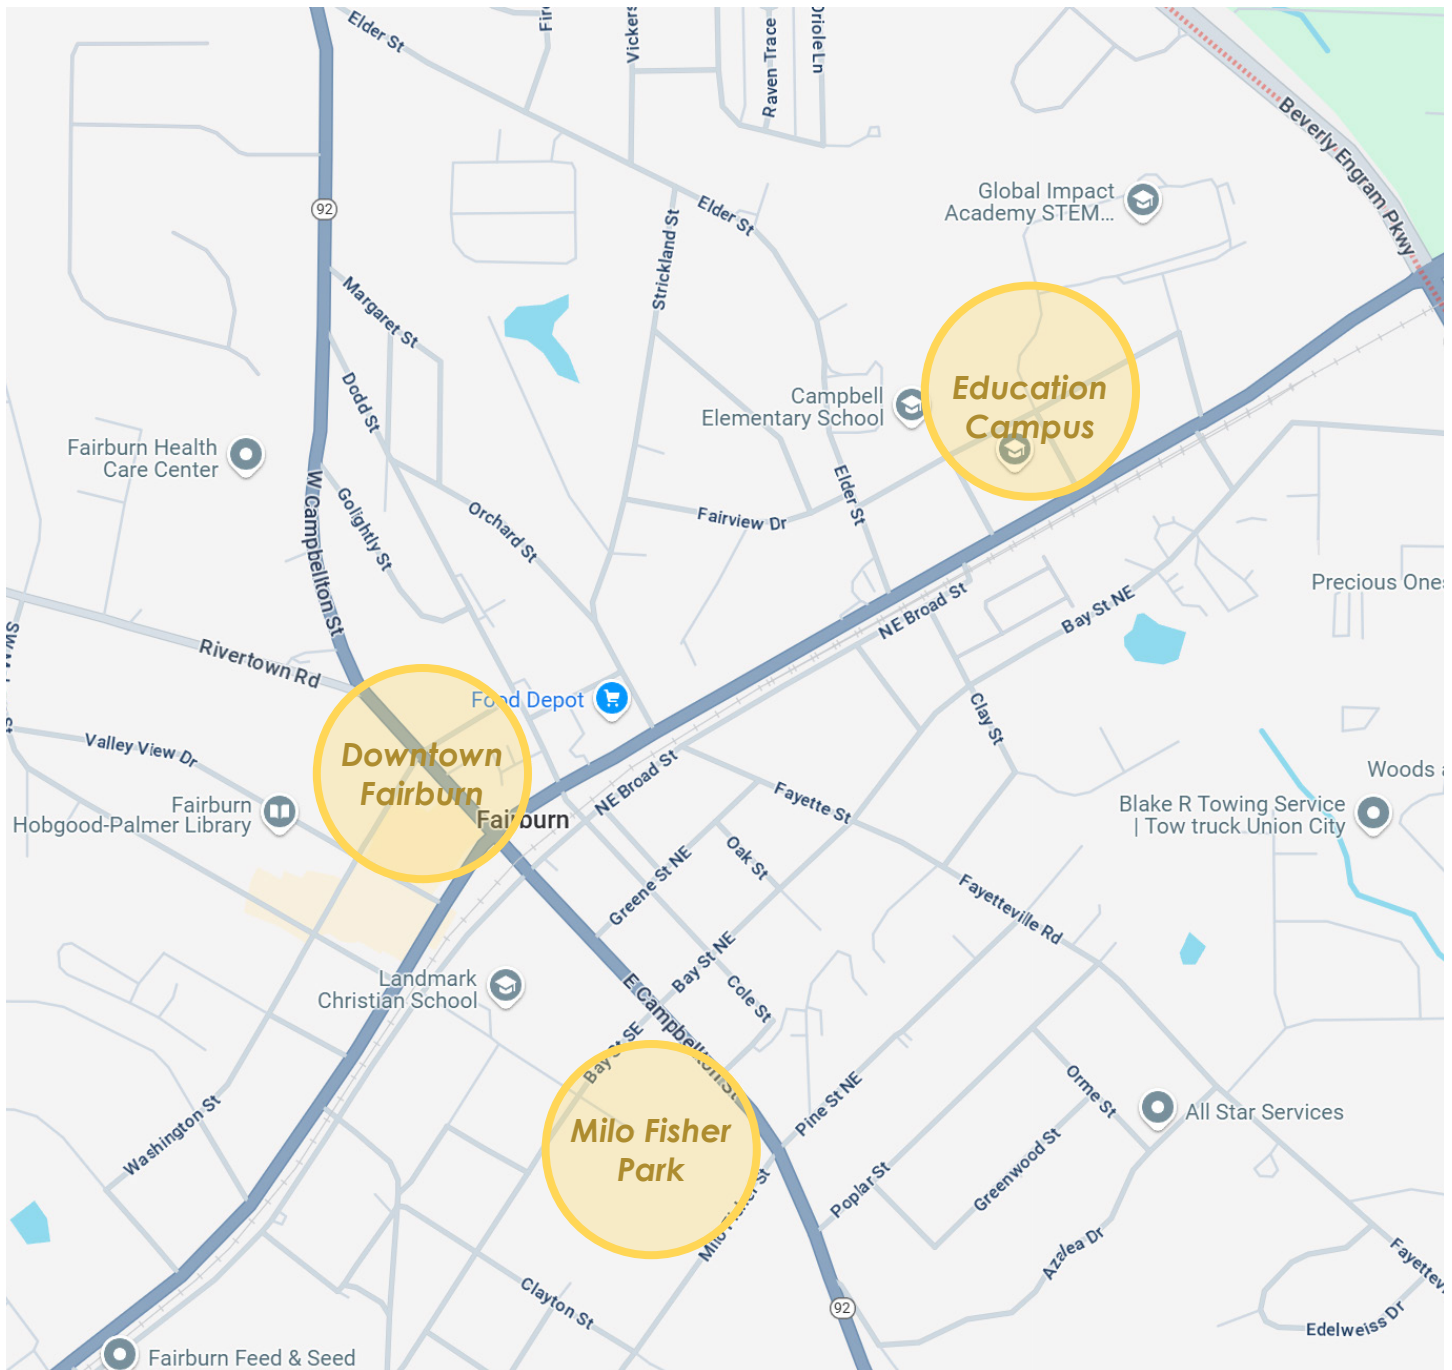 Elder St
Fir
Vickers
Raven Trace
Oriole Ln
Beverly Engram Pkwy
Global Impact
Academy STEM...
92
Elder St
Strickland St
Margaret St
Dodd St
Campbell
Elementary School
Education
Campus
Fairburn Health
Care Center
W Campbellton St
Golightly St
Orchard St
Fairview Dr
Elder St
Precious Ones
NE Broad St
Bay St NE
Rivertown Rd
Food Depot
Clay St
Valley View Dr
Downtown
Fairburn
NE Broad St
Fayette St
Woods a
Fairburn
Hobgood-Palmer Library
Fairburn
Blake R Towing Service
| Tow truck Union City
Oak St
Greene St NE
Fayetteville Rd
Bay St NE
Landmark
Christian School
Cole St
E Campbellton St
Bay St SE
Orme St
All Star Services
Pine St NE
Washington St
Milo Fisher
Park
Greenwood St
Poplar St
Milo Fisher St
Azalea Dr
Fayettev
Clayton St
92
Edelweiss Dr
Fairburn Feed & Seed